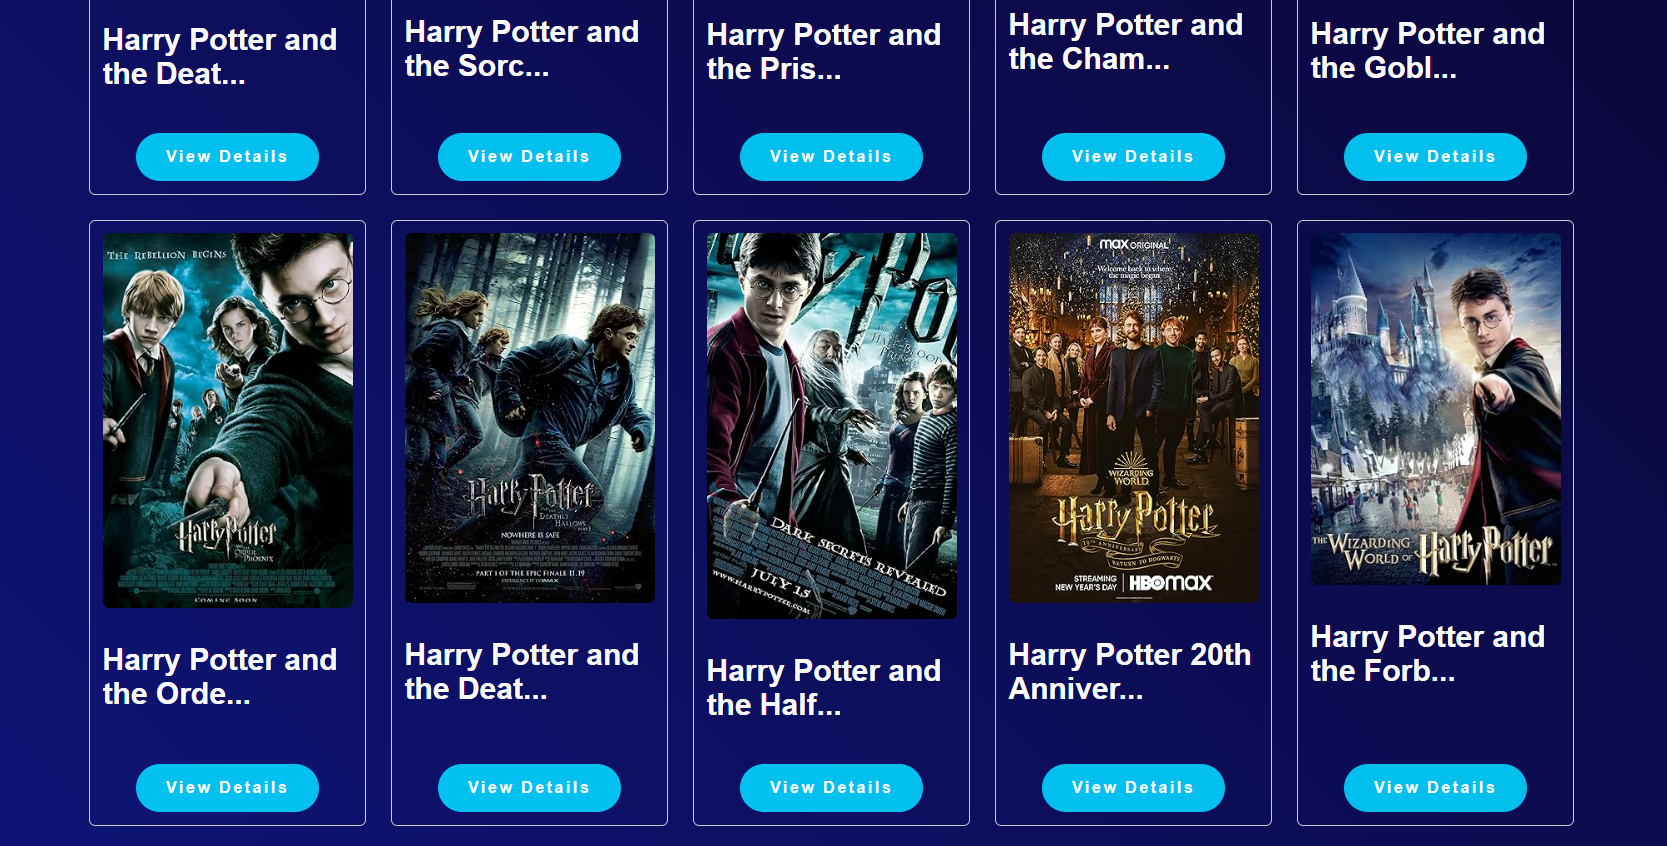 Harry Potter and
the Deat...
Harry Potter and
the Sorc...
Harry Potter and
the Pris...
Harry Potter and
the Cham...
Harry Potter and
the Gobl...
View Details
View Details
View Details
View Details
View Details
THE REBELLION BEGINS
Harry Potter
AND THE
ORDER
PHOENIX
COMING SOON
Harry Potter
AND THE
DEATHLY
HALLOWS
PART 1
NOWHERE IS SAFE
PART 1 OF THE EPIC FINALE 11.19
EXPERIENCE IT IN IMAX
DARK SECRETS REVEALED
JULY 15
WWW.HARRYPOTTER.COM
max ORIGINAL
Welcome back to where
the magic began
WIZARDING
WORLD
Harry Potter
20TH ANNIVERSARY
RETURN TO HOGWARTS
STREAMING
NEW YEAR'S DAY
HBOMAX
THE WIZARDING
WORLD OF
Harry Potter
Harry Potter and
the Orde...
Harry Potter and
the Deat...
Harry Potter and
the Half...
Harry Potter 20th
Anniver...
Harry Potter and
the Forb...
View Details
View Details
View Details
View Details
View Details